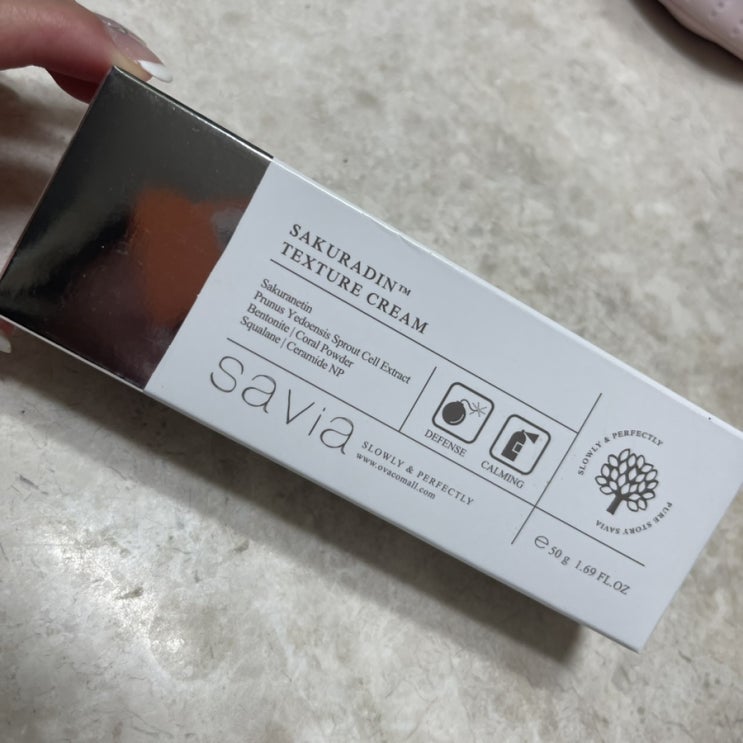 SAKURADIN™
TEXTURE CREAM
Sakuranetin
Prunus Yedoensis Sprout Cell Extract
Bentonite | Coral Powder
Squalane | Ceramide NP
savia
SLOWLY & PERFECTLY
www.ovacomall.com
DEFENSE
CALMING
SLOWLY & PERFECTLY
PURE STORY SAVIA
e 50 g 1.69 FL.OZ